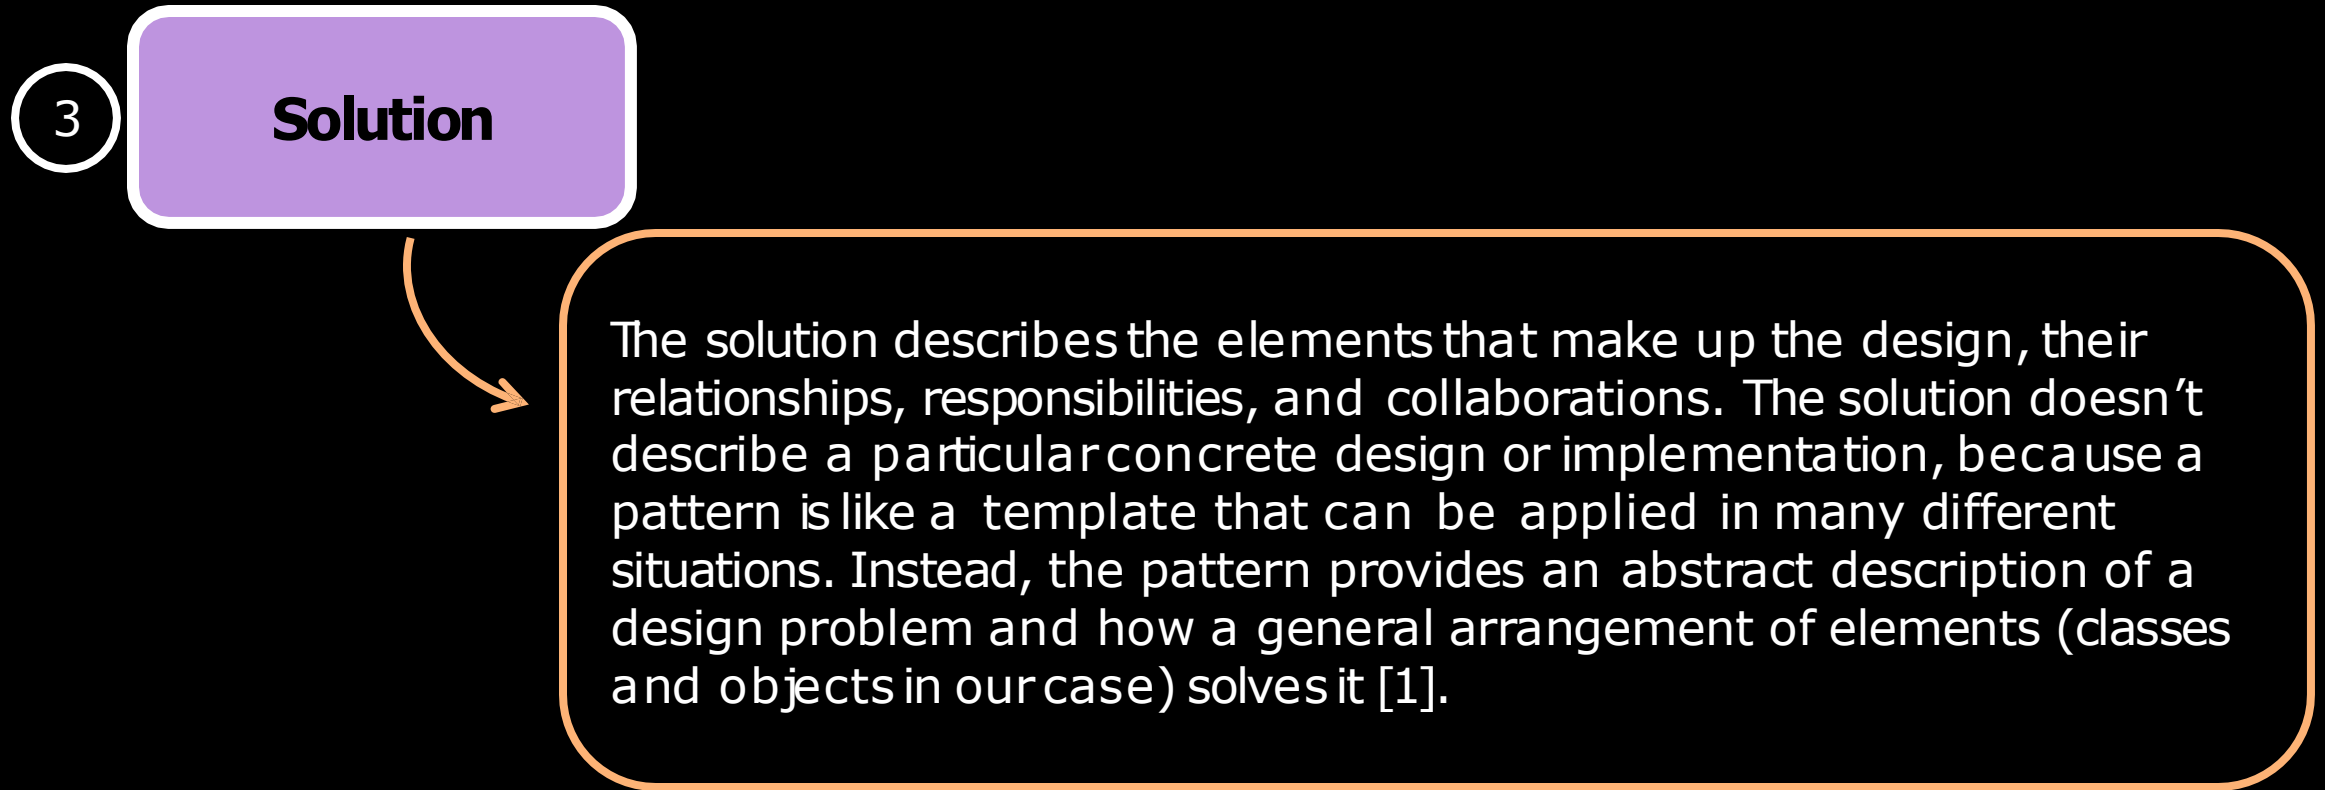 3
Solution
The solution describes the elements that make up the design, their
relationships, responsibilities, and collaborations. The solution doesn’t
describe a particular concrete design or implementation, because a
pattern is like a template that can be applied in many different
situations. Instead, the pattern provides an abstract description of a
design problem and how a general arrangement of elements (classes
and objects in our case) solves it [1].